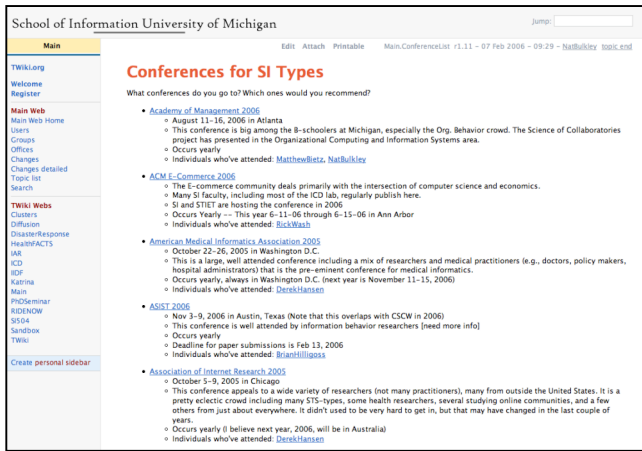 School of Information University of Michigan
Jump:
Main
Edit Attach Printable Main.ConferenceList r1.11 - 07 Feb 2006 - 09:29 - NatBulkley topic end
TWiki.org
Welcome
Register
Main Web
Main Web Home
Users
Groups
Offices
Changes
Changes detailed
Topic list
Search
TWiki Webs
Clusters
Diffusion
DisasterResponse
HealthFACTS
IAR
ICD
IIDF
Katrina
Main
PhDSeminar
RIDENOW
SI504
Sandbox
TWiki
Create personal sidebar
Conferences for SI Types
What conferences do you go to? Which ones would you recommend?
• Academy of Management 2006
◦ August 11-16, 2006 in Atlanta
◦ This conference is big among the B-schoolers at Michigan, especially the Org. Behavior crowd. The Science of Collaboratories
project has presented in the Organizational Computing and Information Systems area.
◦ Occurs yearly
◦ Individuals who've attended: MatthewBietz, NatBulkley
• ACM E-Commerce 2006
◦ The E-commerce community deals primarily with the intersection of computer science and economics.
◦ Many SI faculty, including most of the ICD lab, regularly publish here.
◦ SI and STIET are hosting the conference in 2006
◦ Occurs Yearly -- This year 6-11-06 through 6-15-06 in Ann Arbor
◦ Individuals who've attended: RickWash
• American Medical Informatics Association 2005
◦ October 22-26, 2005 in Washington D.C.
◦ This is a large, well attended conference including a mix of researchers and medical practitioners (e.g., doctors, policy makers,
hospital administrators) that is the pre-eminent conference for medical informatics.
◦ Occurs yearly, always in Washington D.C. (next year is November 11-15, 2006)
◦ Individuals who've attended: DerekHansen
• ASIST 2006
◦ Nov 3-9, 2006 in Austin, Texas (Note that this overlaps with CSCW in 2006)
◦ This conference is well attended by information behavior researchers [need more info]
◦ Occurs yearly
◦ Deadline for paper submissions is Feb 13, 2006
◦ Individuals who've attended: BrianHilligoss
• Association of Internet Research 2005
◦ October 5-9, 2005 in Chicago
◦ This conference appeals to a wide variety of researchers (not many practitioners), many from outside the United States. It is a
pretty eclectic crowd including many STS-types, some health researchers, several studying online communities, and a few
others from just about everywhere. It didn't used to be very hard to get in, but that may have changed in the last couple of
years.
◦ Occurs yearly (I believe next year, 2006, will be in Australia)
◦ Individuals who've attended: DerekHansen